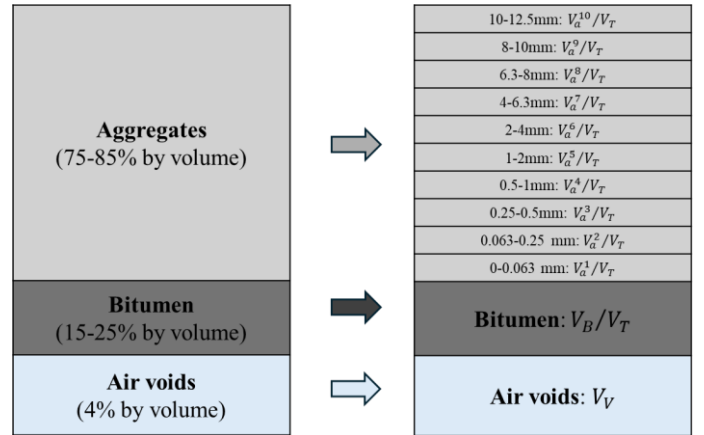 Aggregates
(75-85% by volume)
Bitumen
(15-25% by volume)
Air voids
(4% by volume)
10-12.5mm: V_a^{10}/V_T
8-10mm: V_a^9/V_T
6.3-8mm: V_a^8/V_T
4-6.3mm: V_a^7/V_T
2-4mm: V_a^6/V_T
1-2mm: V_a^5/V_T
0.5-1mm: V_a^4/V_T
0.25-0.5mm: V_a^3/V_T
0.063-0.25 mm: V_a^2/V_T
0-0.063 mm: V_a^1/V_T
Bitumen: V_B/V_T
Air voids: V_V